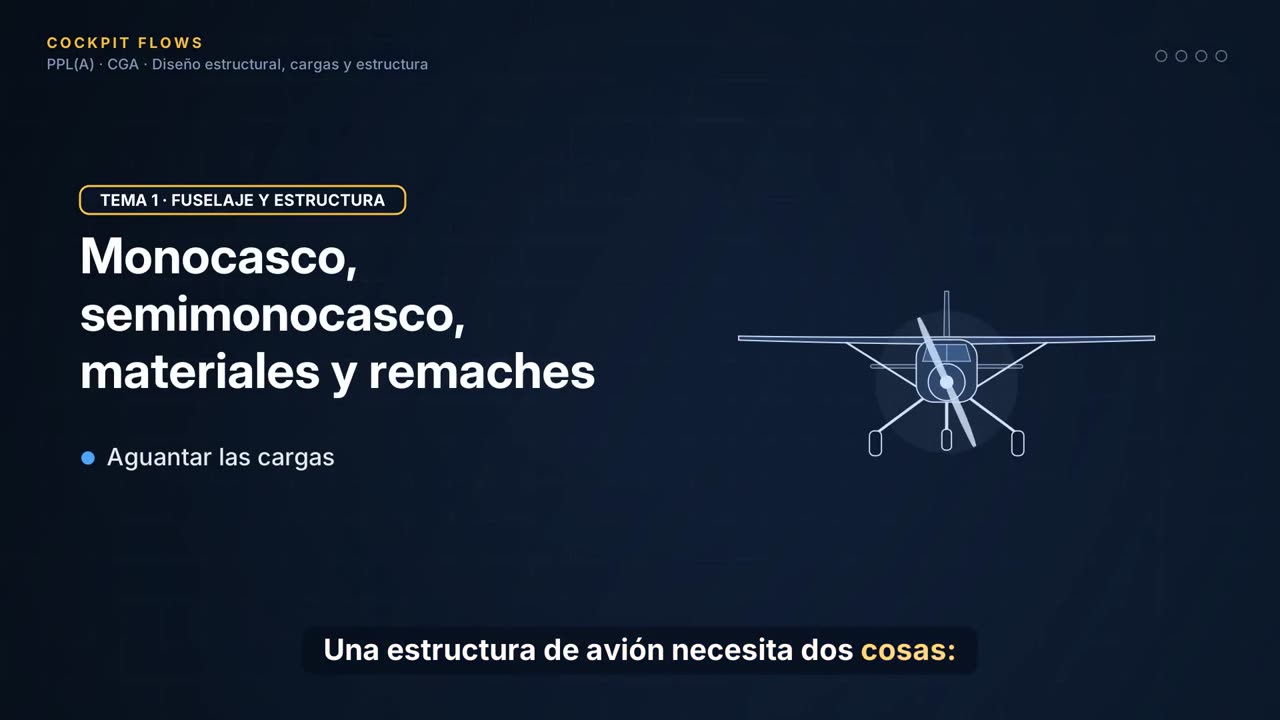 COCKPIT FLOWS
PPL(A) · CGA · Diseño estructural, cargas y estructura
TEMA 1 · FUSELAJE Y ESTRUCTURA
Monocasco,
semimonocasco,
materiales y remaches
Aguantar las cargas
Una estructura de avión necesita dos cosas: